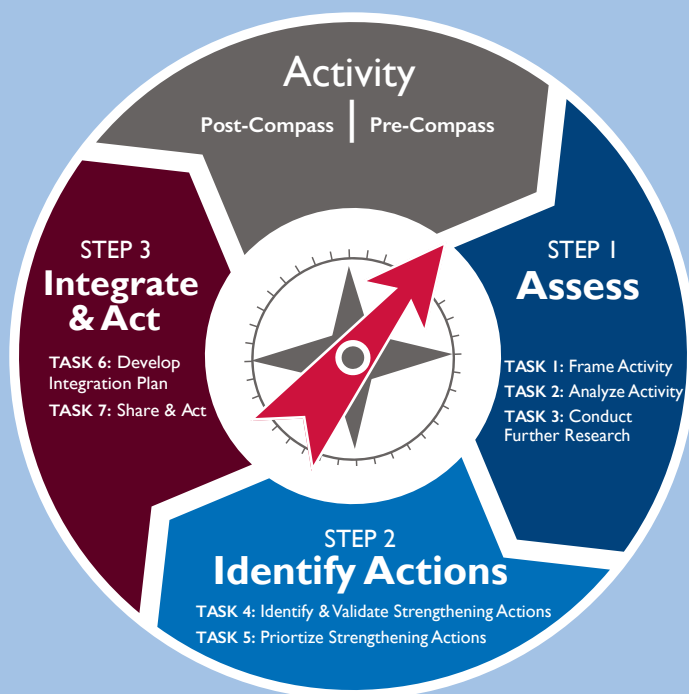 Activity
Post-Compass | Pre-Compass
STEP 1
Assess
TASK 1: Frame Activity
TASK 2: Analyze Activity
TASK 3: Conduct
Further Research
STEP 2
Identify Actions
TASK 4: Identify & Validate Strengthening Actions
TASK 5: Priortize Strengthening Actions
STEP 3
Integrate
& Act
TASK 6: Develop
Integration Plan
TASK 7: Share & Act